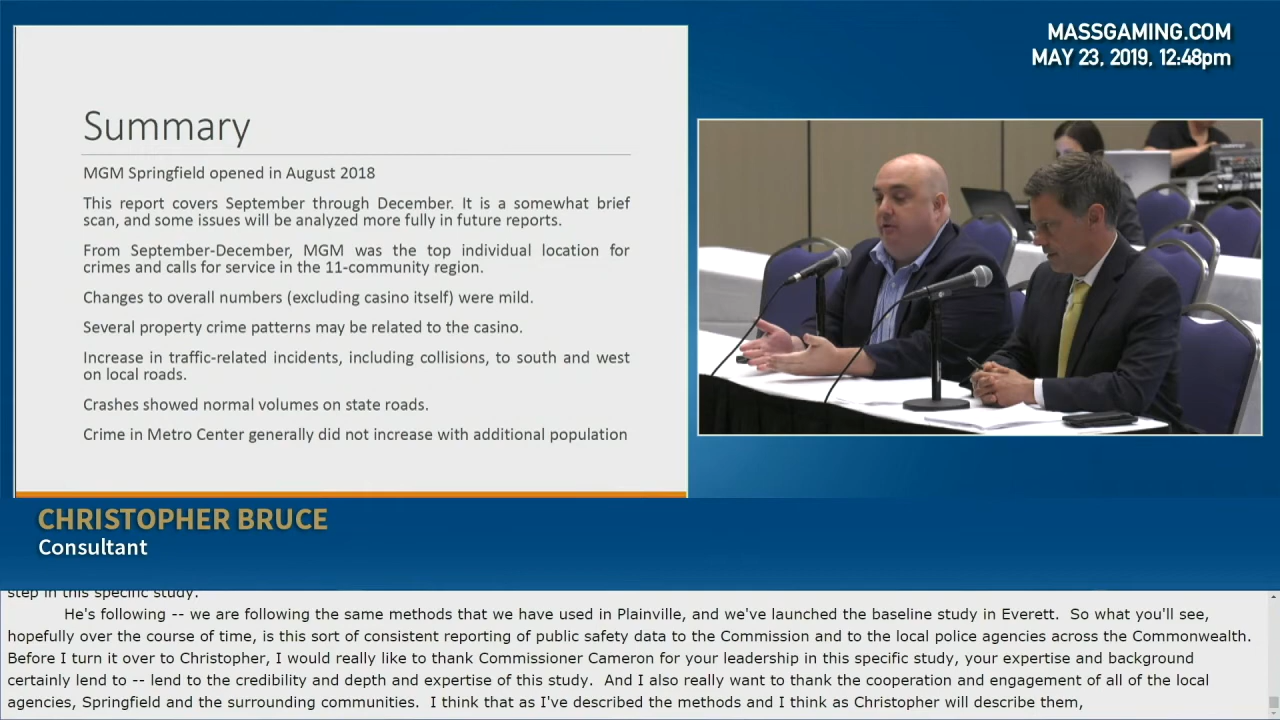 MASSGAMING.COM
MAY 23, 2019, 12:48pm
Summary
MGM Springfield opened in August 2018
This report covers September through December. It is a somewhat brief
scan, and some issues will be analyzed more fully in future reports.
From September-December, MGM was the top individual location for
crimes and calls for service in the 11-community region.
Changes to overall numbers (excluding casino itself) were mild.
Several property crime patterns may be related to the casino.
Increase in traffic-related incidents, including collisions, to south and west
on local roads.
Crashes showed normal volumes on state roads.
Crime in Metro Center generally did not increase with additional population
CHRISTOPHER BRUCE
Consultant
step in this specific study.
He's following -- we are following the same methods that we have used in Plainville, and we've launched the baseline study in Everett. So what you'll see,
hopefully over the course of time, is this sort of consistent reporting of public safety data to the Commission and to the local police agencies across the Commonwealth.
Before I turn it over to Christopher, I would really like to thank Commissioner Cameron for your leadership in this specific study, your expertise and background
certainly lend to -- lend to the credibility and depth and expertise of this study. And I also really want to thank the cooperation and engagement of all of the local
agencies, Springfield and the surrounding communities. I think that as I've described the methods and I think as Christopher will describe them,